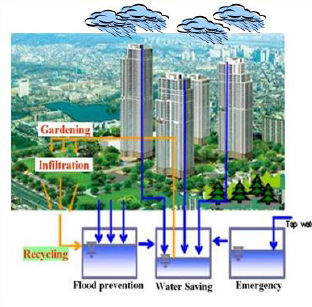 Gardening
Infiltration
Recycling
Tap wat
Flood prevention
Water Saving
Emergency